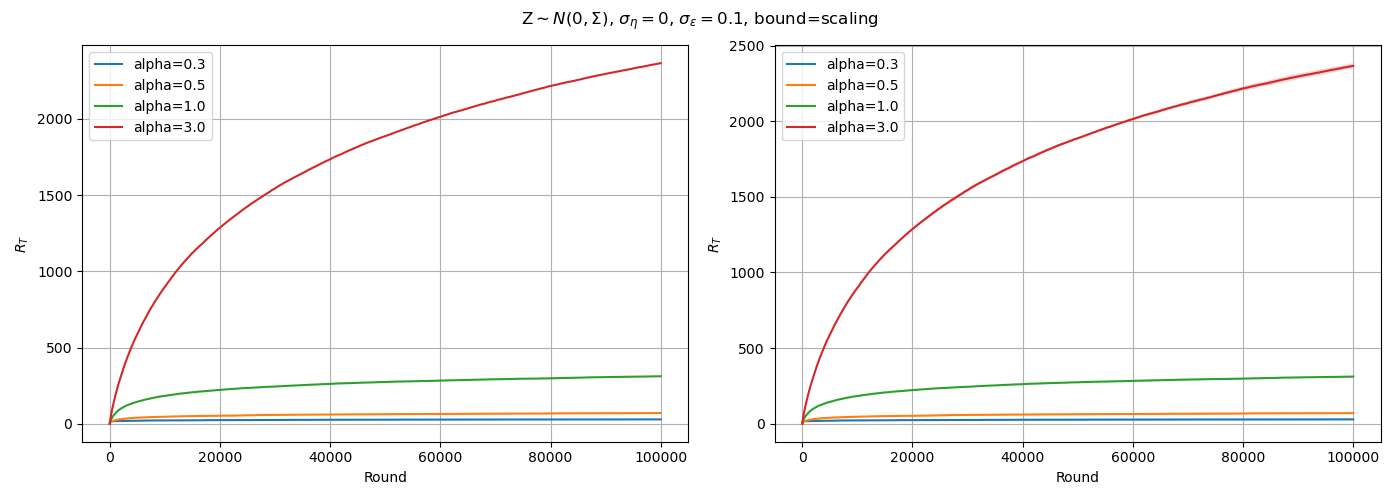 Z ~ N(0, Σ), σ_η = 0, σ_ε = 0.1, bound=scaling
alpha=0.3
alpha=0.5
alpha=1.0
alpha=3.0
2000
1500
1000
500
0
R_T
0 20000 40000 60000 80000 100000
Round
alpha=0.3
alpha=0.5
alpha=1.0
alpha=3.0
2500
2000
1500
1000
500
0
R_T
0 20000 40000 60000 80000 100000
Round